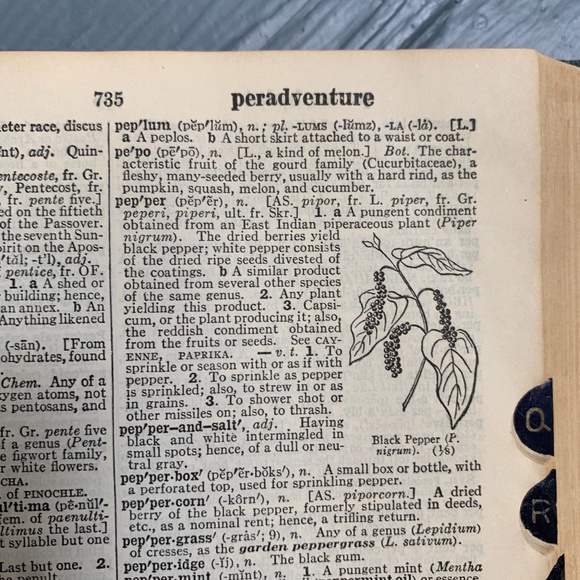 735
peradventure
eter race, discus
nt), adj. Quin-
entecoste, fr. Gr.
y, Pentecost, fr.
fr. pente five.]
ed on the fiftieth
of the Passover.
the seventh Sun-
pirit on the Apos-
'tăl; -t'l), adj.
pentice, fr. OF.
1. a A shed or
building; hence,
an annex. b An
Anything likened
(-sān). [From
ohydrates, found
Chem. Any of a
xygen atoms, not
s pentosans, and
fr. Gr. pente five
of a genus (Pent-
e figwort family,
r white flowers.
CHA.
of PINOCHLE.
ul'ti·ma (pē·nŭl'-
fem. of paenulti-
ultimus the last.]
t syllable but one
Last but one. 2.
pep'lum (pĕp'lŭm), n.; pl. -LUMS (-lŭmz), -LA (-lȧ). [L.]
a A peplos. b A short skirt attached to a waist or coat.
pe'po (pē'pō), n. [L., a kind of melon.] Bot. The char-
acteristic fruit of the gourd family (Cucurbitaceae), a
fleshy, many-seeded berry, usually with a hard rind, as the
pumpkin, squash, melon, and cucumber.
pep'per (pĕp'ẽr), n. [AS. pipor, fr. L. piper, fr. Gr.
peperi, piperi, ult. fr. Skr.] 1. a A pungent condiment
obtained from an East Indian piperaceous plant (Piper
nigrum). The dried berries yield
black pepper; white pepper consists
of the dried ripe seeds divested of
the coatings. b A similar product
obtained from several other species
of the same genus. 2. Any plant
yielding this product. 3. Capsi-
cum, or the plant producing it; also,
the reddish condiment obtained
from the fruits or seeds. See CAY-
ENNE, PAPRIKA. — v. t. 1. To
sprinkle or season with or as if with
pepper. 2. To sprinkle as pepper
is sprinkled; also, to strew in or as
in grains. 3. To shower shot or
other missiles on; also, to thrash.
pep'per-and-salt', adj. Having
black and white intermingled in
small spots; hence, of a dull or neu-
tral gray.
Black Pepper (P.
nigrum). (⅙)
pep'per·box' (pĕp'ẽr·bŏks'), n. A small box or bottle, with
a perforated top, used for sprinkling pepper.
pep'per·corn' (-kôrn'), n. [AS. piporcorn.] A dried
berry of the black pepper, formerly stipulated in deeds,
etc., as a nominal rent; hence, a trifling return.
pep'per·grass' (-grȧs'; 9), n. Any of a genus (Lepidium)
of cresses, as the garden peppergrass (L. sativum).
pep'per·idge (-ĭj), n. The black gum.
pep'per·mint (-mĭnt), n. 1. A pungent mint (Mentha
Q
R